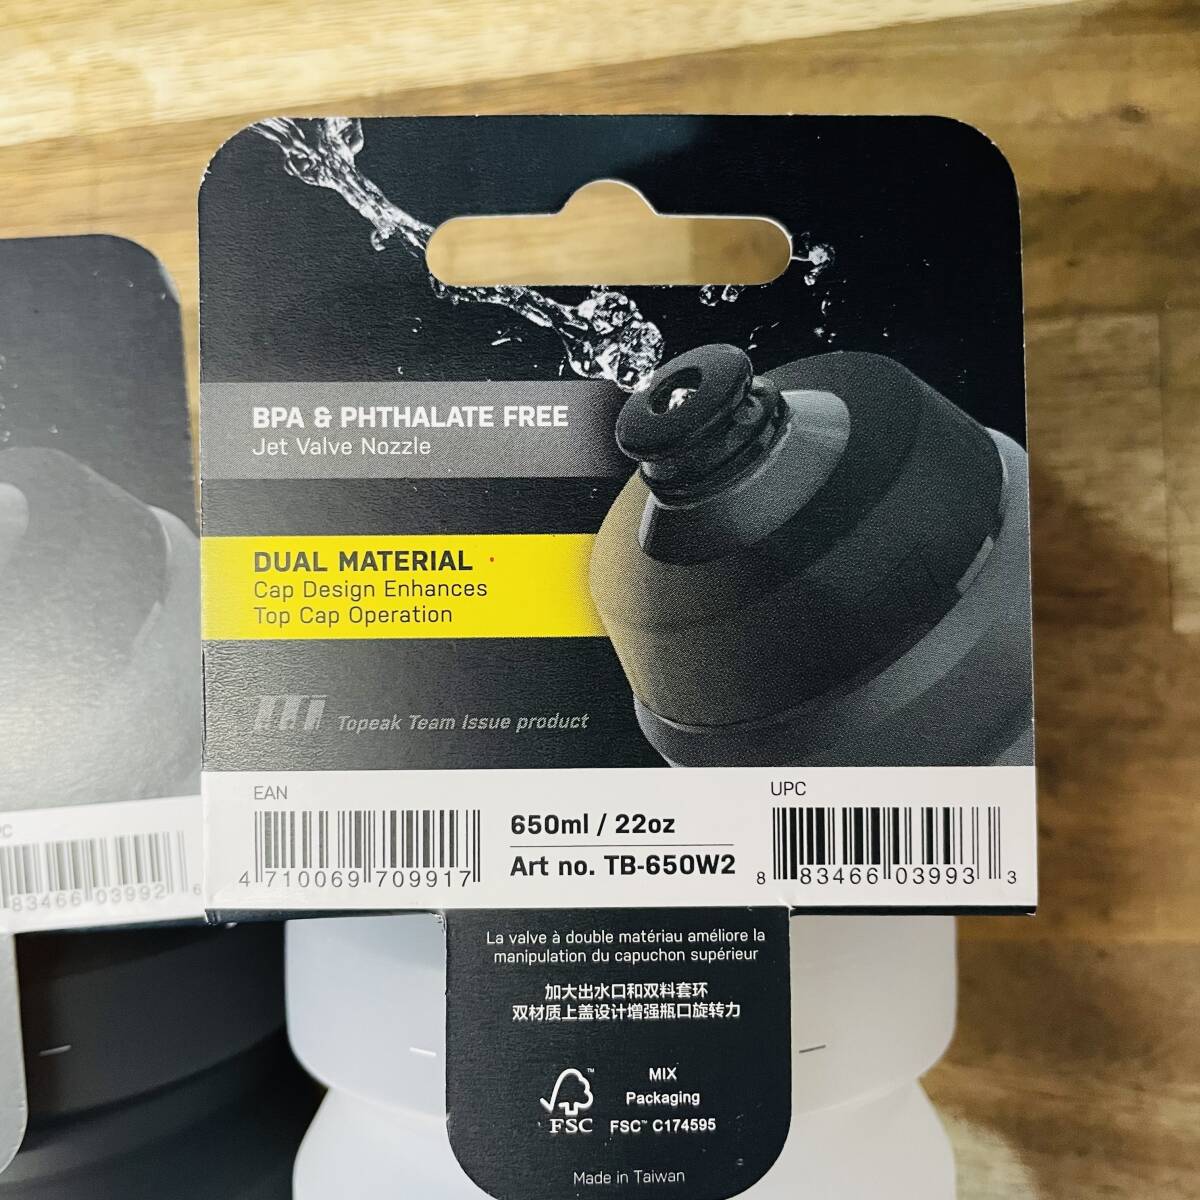 BPA & PHTHALATE FREE
Jet Valve Nozzle
DUAL MATERIAL
Cap Design Enhances
Top Cap Operation
Topeak Team Issue product
EAN
4 710069 709917
650ml / 22oz
Art no. TB-650W2
UPC
8 83466 03993 3
83466 03992 6
La valve à double matériau améliore la
manipulation du capuchon supérieur
加大出水口和双料套环
双材质上盖设计增强瓶口旋转力
FSC
MIX
Packaging
FSC™ C174595
Made in Taiwan